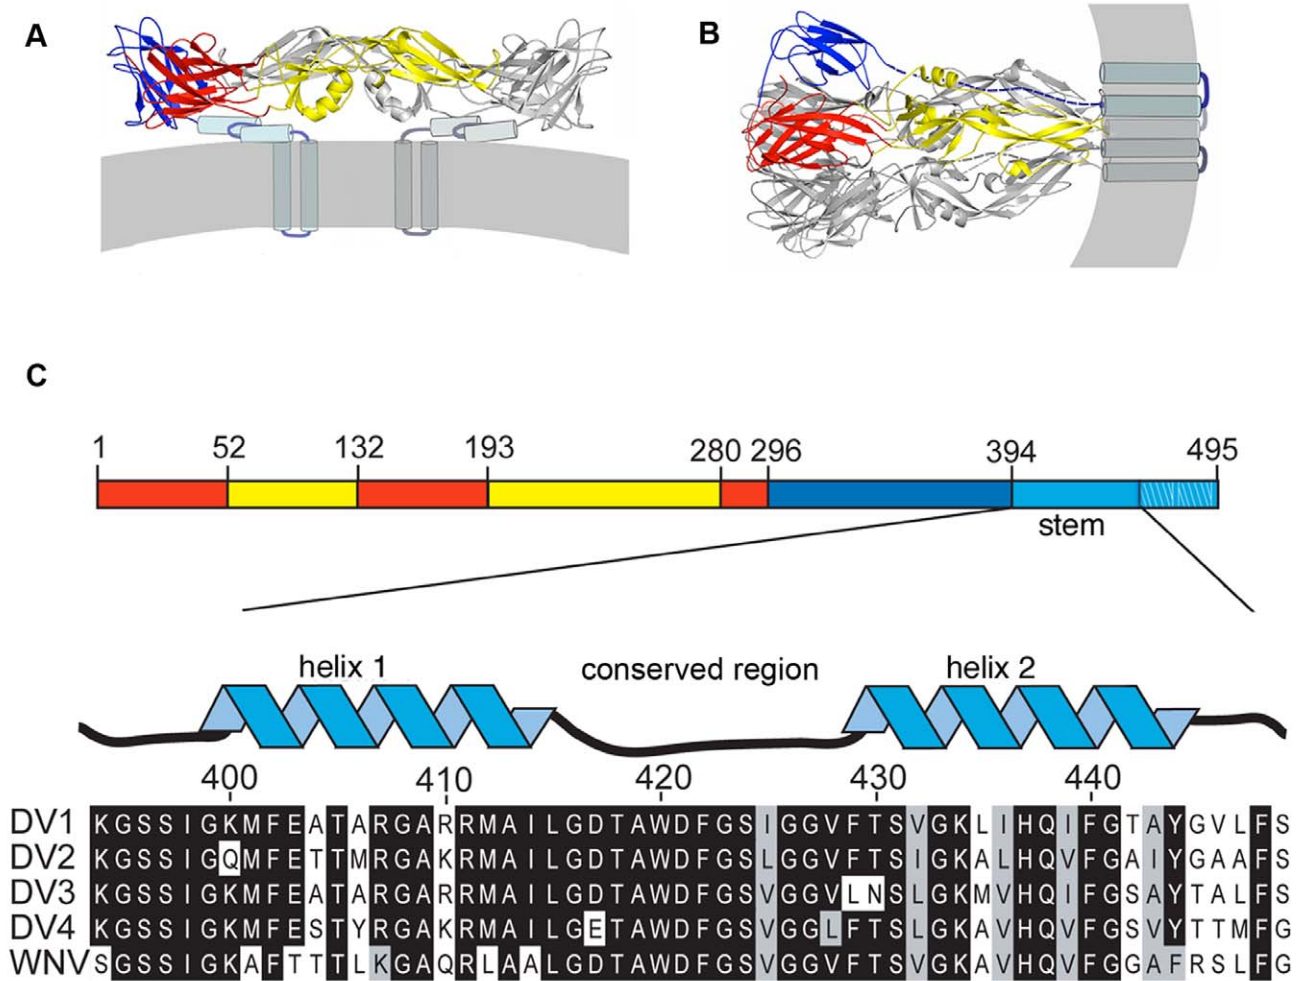 A
B
C
1 52 132 193 280 296 394 495
stem
helix 1 conserved region helix 2
400 410 420 430 440
DV1 KGSSIGKMFEATARGARRMAILGDTAWDFGSIGGVFTSVGKLIHQIFGTAYGVLFS
DV2 KGSSIGQMFETTMRGAKRMAILGDTAWDFGSLGGVFTSIGKALHQVFGAIYGAAFS
DV3 KGSSIGKMFEATARGARRMAILGDTAWDFGSVGGVLNSLGKMVHQIFGSAYTALFS
DV4 KGSSIGKMFESTYRGAKRMAILGETAWDFGSVGGLFTSLGKAVHQVFGSVYTTMFG
WNV SGSSIGKAFTTTLKGAQRLAALGDTAWDFGSVGGVFTSVGKAVHQVFGGAFRSLFG